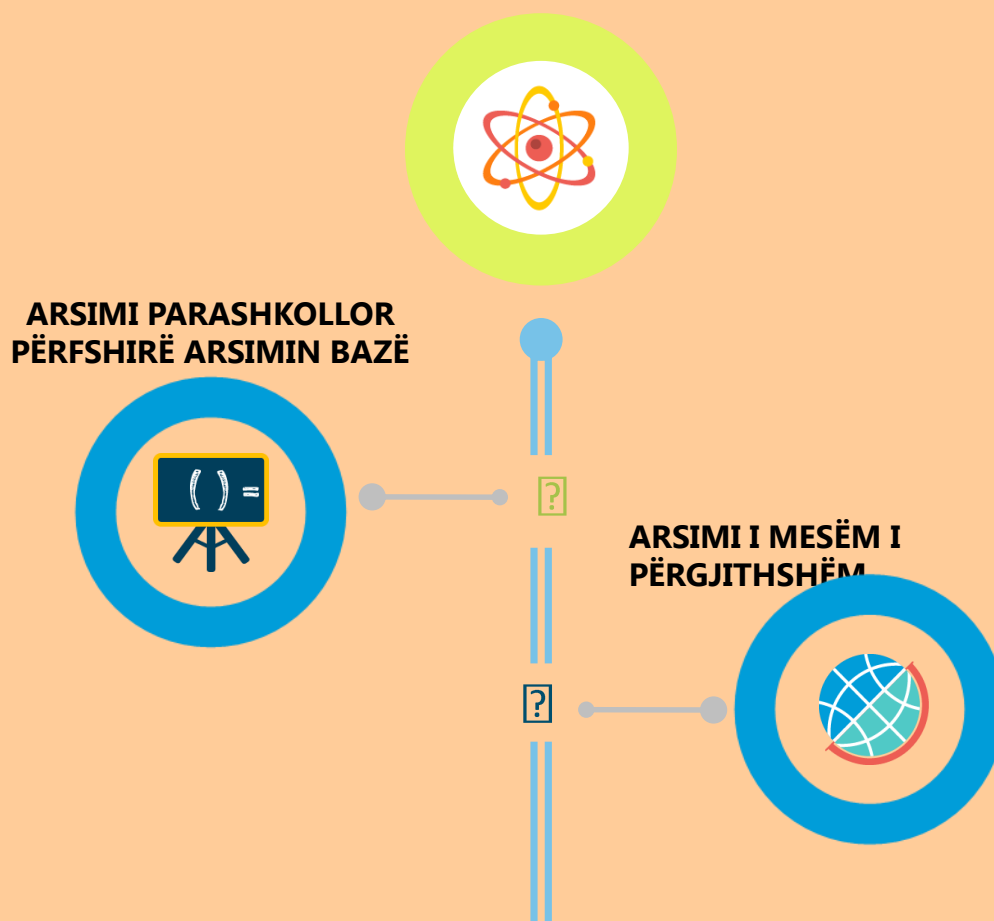 ARSIMI PARASHKOLLOR
PËRFSHIRË ARSIMIN BAZË
( ) =
ARSIMI I MESËM I
PËRGJITHSHËM